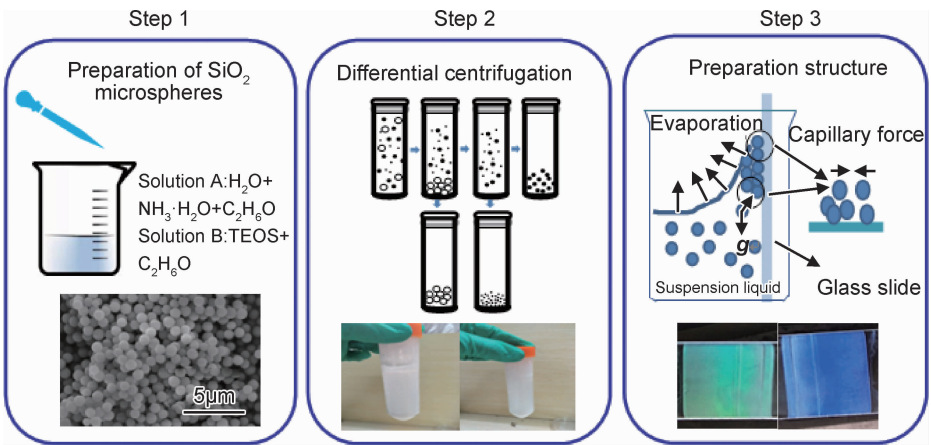 Step 1
Preparation of SiO₂
microspheres
Solution A:H₂O+
NH₃·H₂O+C₂H₆O
Solution B:TEOS+
C₂H₆O
5μm
Step 2
Differential centrifugation
Step 3
Preparation structure
Evaporation
Capillary force
g
Suspension liquid
Glass slide